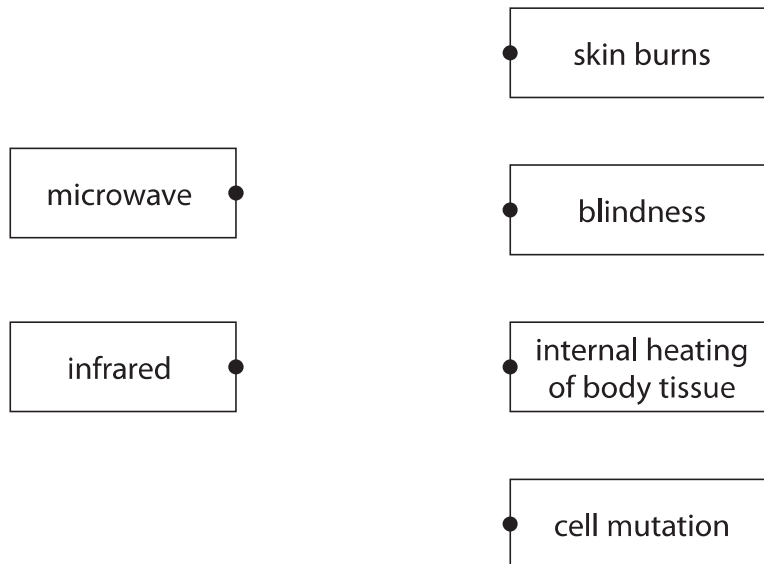 microwave
infrared
skin burns
blindness
internal heating
of body tissue
cell mutation